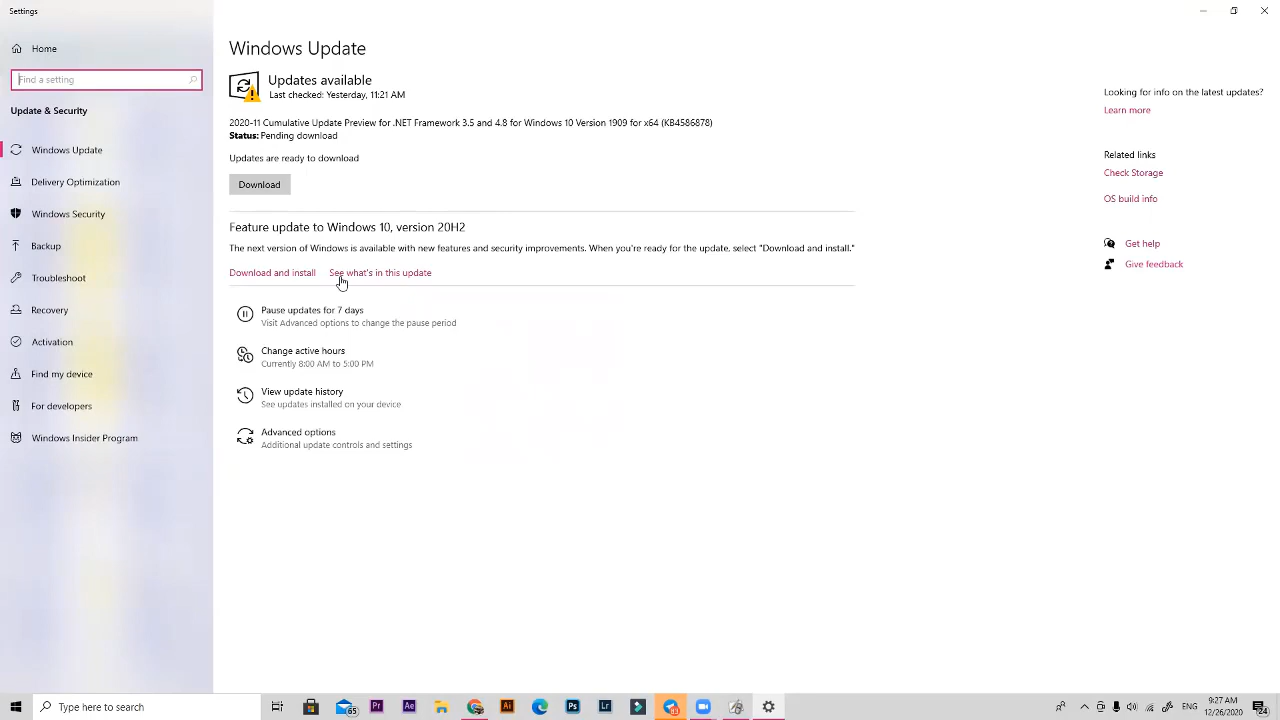 Settings
Home
Find a setting
Update & Security
Windows Update
Delivery Optimization
Windows Security
Backup
Troubleshoot
Recovery
Activation
Find my device
For developers
Windows Insider Program
Windows Update
Updates available
Last checked: Yesterday, 11:21 AM
2020-11 Cumulative Update Preview for .NET Framework 3.5 and 4.8 for Windows 10 Version 1909 for x64 (KB4586878)
Status: Pending download
Updates are ready to download
Download
Feature update to Windows 10, version 20H2
The next version of Windows is available with new features and security improvements. When you're ready for the update, select "Download and install."
Download and install See what's in this update
Pause updates for 7 days
Visit Advanced options to change the pause period
Change active hours
Currently 8:00 AM to 5:00 PM
View update history
See updates installed on your device
Advanced options
Additional update controls and settings
Looking for info on the latest updates?
Learn more
Related links
Check Storage
OS build info
Get help
Give feedback
Type here to search
65
Pr
Ae
Ai
Ps
Lr
9:27 AM
12/26/2020
24